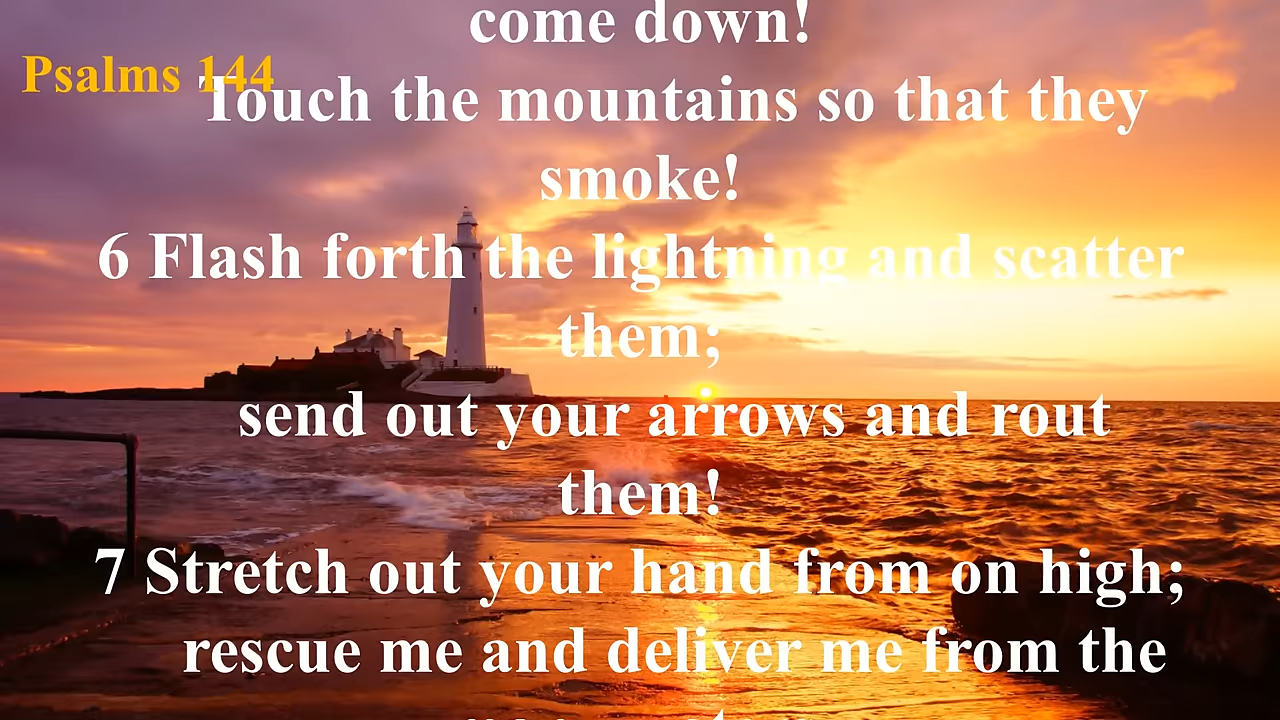 come down!
Psalms 144
Touch the mountains so that they
smoke!
6 Flash forth the lightning and scatter
them;
send out your arrows and rout
them!
7 Stretch out your hand from on high;
rescue me and deliver me from the